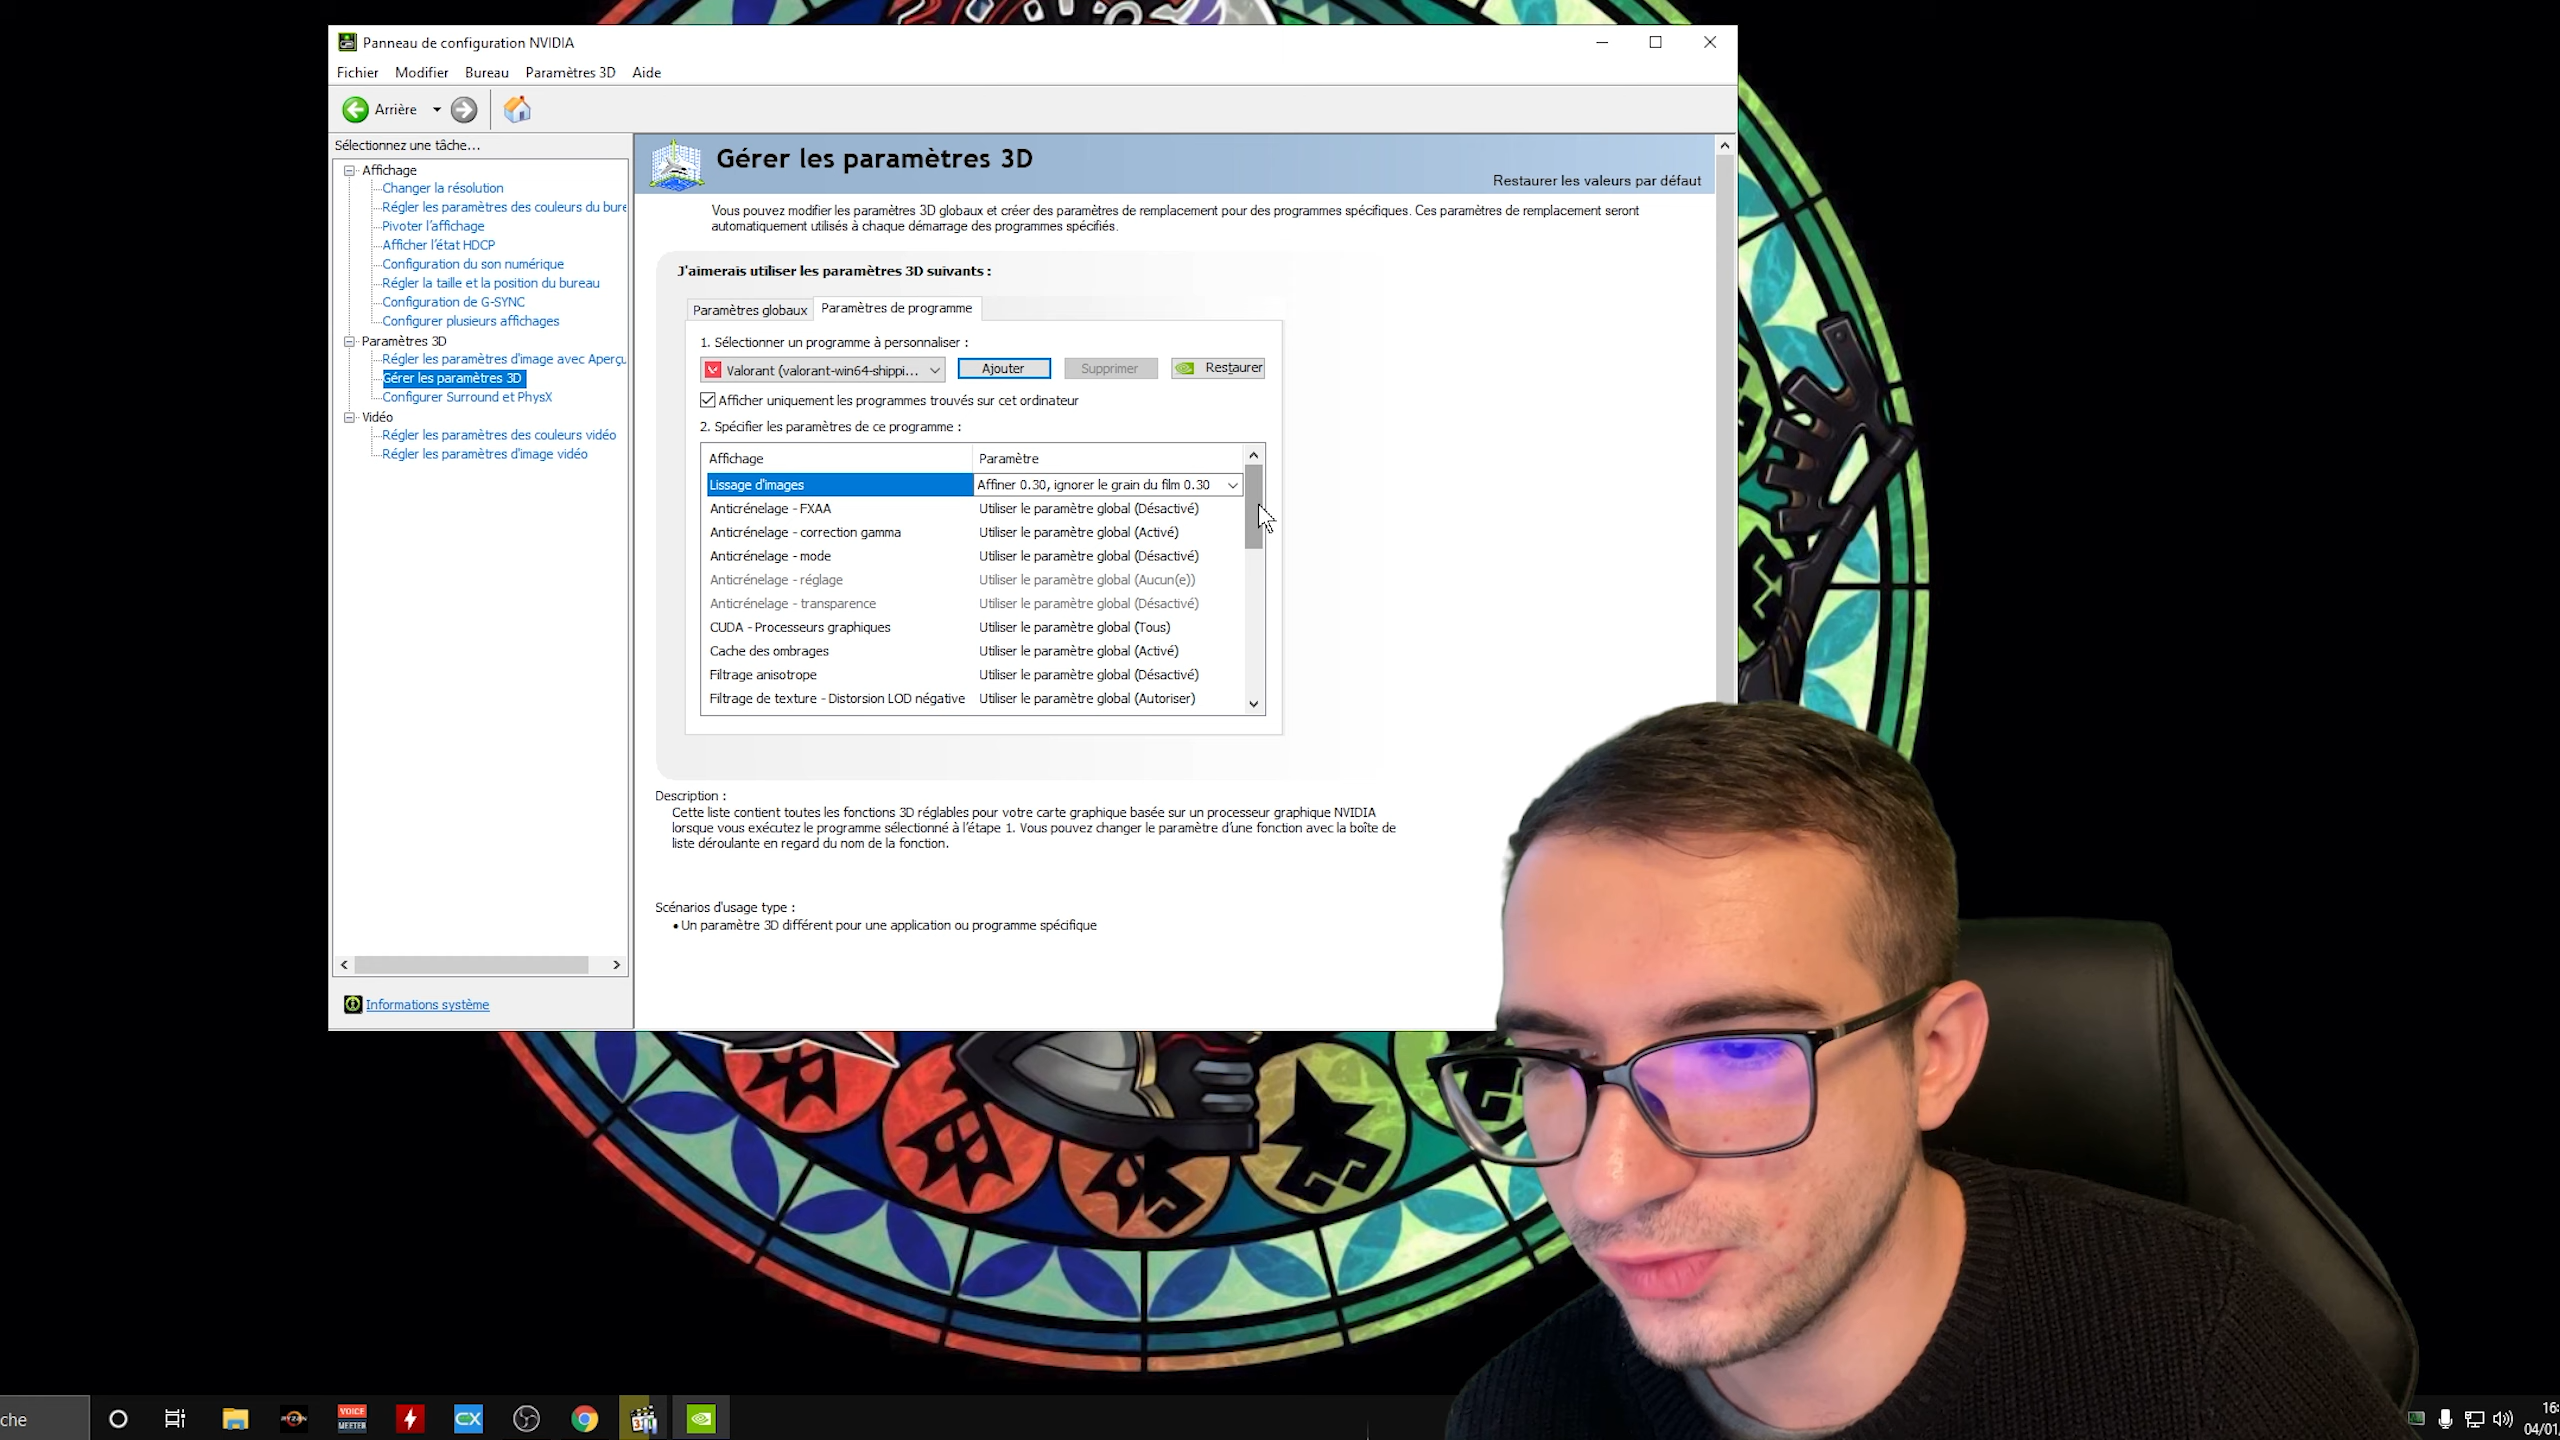 Panneau de configuration NVIDIA
Fichier Modifier Bureau Paramètres 3D Aide
Arrière
Sélectionnez une tâche...
Affichage
Changer la résolution
Régler les paramètres des couleurs du bure
Pivoter l'affichage
Afficher l'état HDCP
Configuration du son numérique
Régler la taille et la position du bureau
Configuration de G-SYNC
Configurer plusieurs affichages
Paramètres 3D
Régler les paramètres d'image avec Aperçu
Gérer les paramètres 3D
Configurer Surround et PhysX
Vidéo
Régler les paramètres des couleurs vidéo
Régler les paramètres d'image vidéo
Informations système
Gérer les paramètres 3D
Restaurer les valeurs par défaut
Vous pouvez modifier les paramètres 3D globaux et créer des paramètres de remplacement pour des programmes spécifiques. Ces paramètres de remplacement seront
automatiquement utilisés à chaque démarrage des programmes spécifiés.
J'aimerais utiliser les paramètres 3D suivants :
Paramètres globaux Paramètres de programme
1. Sélectionner un programme à personnaliser :
Valorant (valorant-win64-shippi... Ajouter Supprimer Restaurer
Afficher uniquement les programmes trouvés sur cet ordinateur
2. Spécifier les paramètres de ce programme :
Affichage Paramètre
Lissage d'images Affiner 0.30, ignorer le grain du film 0.30
Anticrénelage - FXAA Utiliser le paramètre global (Désactivé)
Anticrénelage - correction gamma Utiliser le paramètre global (Activé)
Anticrénelage - mode Utiliser le paramètre global (Désactivé)
Anticrénelage - réglage Utiliser le paramètre global (Aucun(e))
Anticrénelage - transparence Utiliser le paramètre global (Désactivé)
CUDA - Processeurs graphiques Utiliser le paramètre global (Tous)
Cache des ombrages Utiliser le paramètre global (Activé)
Filtrage anisotrope Utiliser le paramètre global (Désactivé)
Filtrage de texture - Distorsion LOD négative Utiliser le paramètre global (Autoriser)
Description :
Cette liste contient toutes les fonctions 3D réglables pour votre carte graphique basée sur un processeur graphique NVIDIA
lorsque vous exécutez le programme sélectionné à l'étape 1. Vous pouvez changer le paramètre d'une fonction avec la boîte de
liste déroulante en regard du nom de la fonction.
Scénarios d'usage type :
• Un paramètre 3D différent pour une application ou programme spécifique
che
RYZEN
VOICE
MEETER
CX
321
16:
04/01